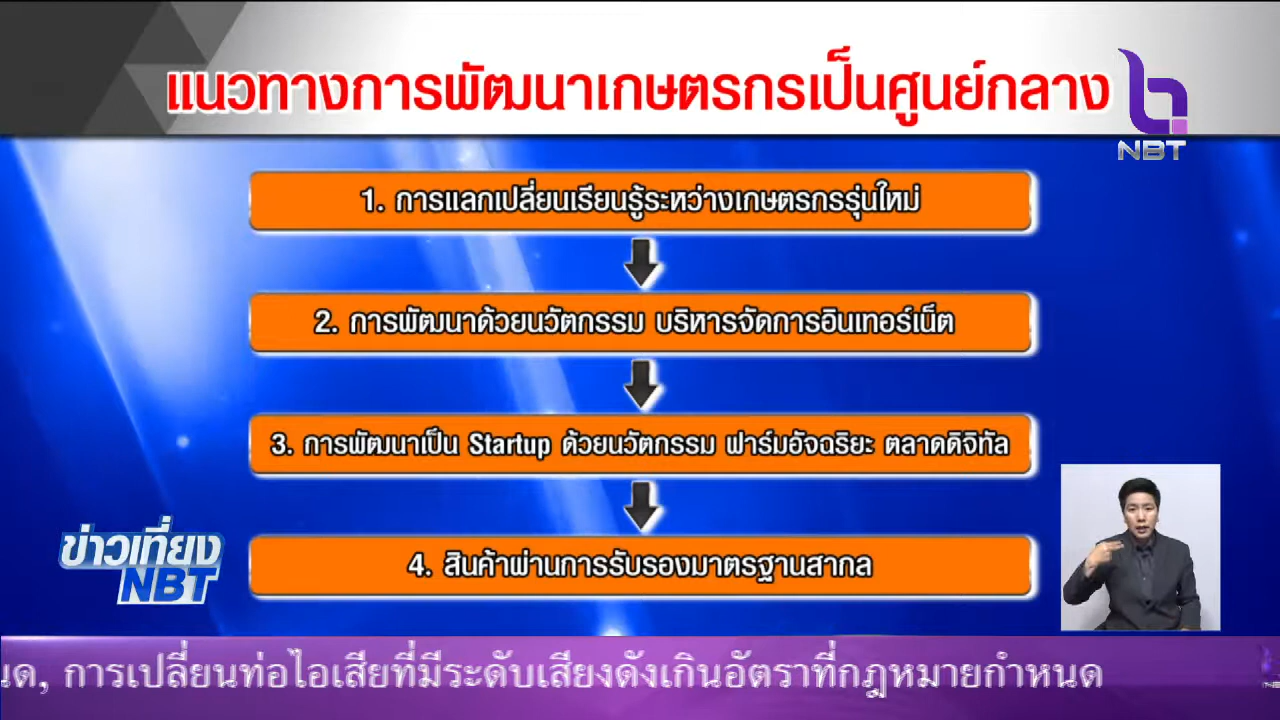 แนวทางการพัฒนาเกษตรกรเป็นศูนย์กลาง
NBT
1. การแลกเปลี่ยนเรียนรู้ระหว่างเกษตรกรรุ่นใหม่
2. การพัฒนาด้วยนวัตกรรม บริหารจัดการอินเทอร์เน็ต
3. การพัฒนาเป็น Startup ด้วยนวัตกรรม ฟาร์มอัจฉริยะ ตลาดดิจิทัล
4. สินค้าผ่านการรับรองมาตรฐานสากล
ข่าวเที่ยง
NBT
การเปลี่ยนท่อไอเสียที่มีระดับเสียงดังเกินอัตราที่กฎหมายกำหนด